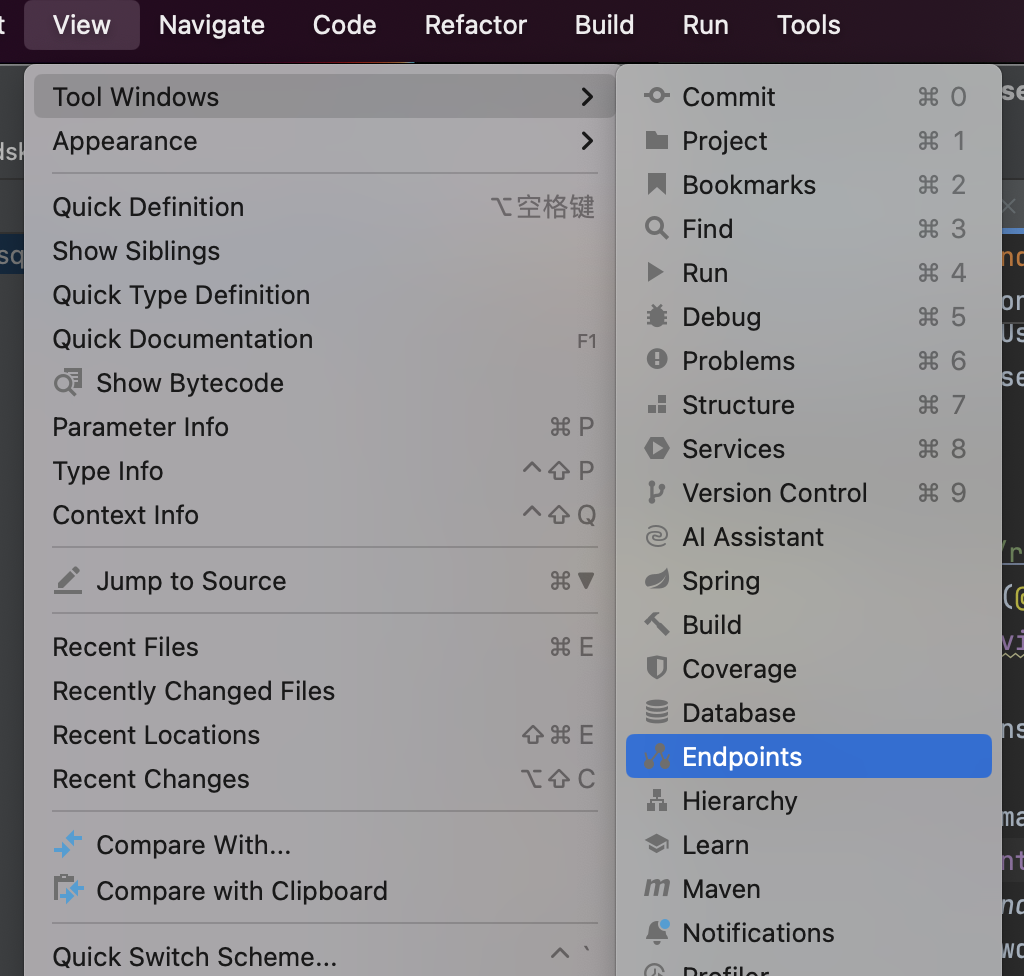 View Navigate Code Refactor Build Run Tools
Tool Windows
Appearance
Quick Definition ⌥空格键
Show Siblings
Quick Type Definition
Quick Documentation F1
Show Bytecode
Parameter Info ⌘ P
Type Info ^⇧ P
Context Info ^⇧ Q
Jump to Source ⌘▼
Recent Files ⌘ E
Recently Changed Files
Recent Locations ⇧⌘ E
Recent Changes ⌥⇧ C
Compare With...
Compare with Clipboard
Quick Switch Scheme... ^ `
Commit ⌘ 0
Project ⌘ 1
Bookmarks ⌘ 2
Find ⌘ 3
Run ⌘ 4
Debug ⌘ 5
Problems ⌘ 6
Structure ⌘ 7
Services ⌘ 8
Version Control ⌘ 9
AI Assistant
Spring
Build
Coverage
Database
Endpoints
Hierarchy
Learn
Maven
Notifications
Profiler